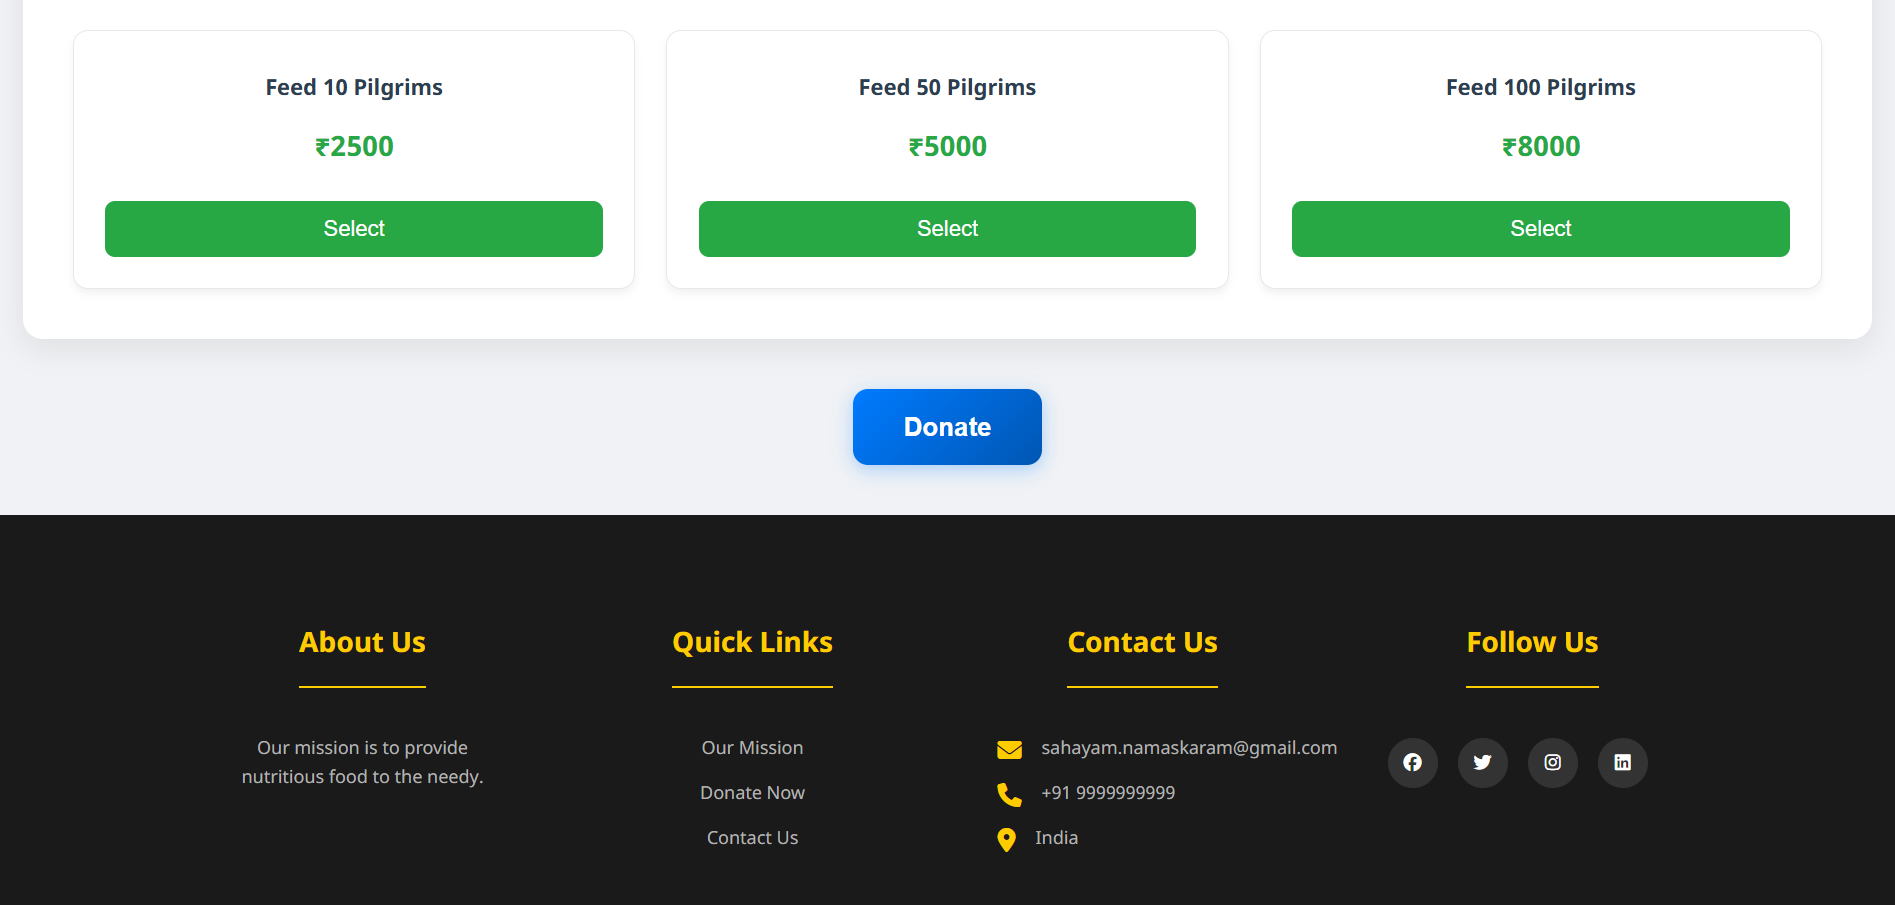 Feed 10 Pilgrims
₹2500
Select
Feed 50 Pilgrims
₹5000
Select
Feed 100 Pilgrims
₹8000
Select
Donate
About Us
Our mission is to provide
nutritious food to the needy.
Quick Links
Our Mission
Donate Now
Contact Us
Contact Us
sahayam.namaskaram@gmail.com
+91 9999999999
India
Follow Us